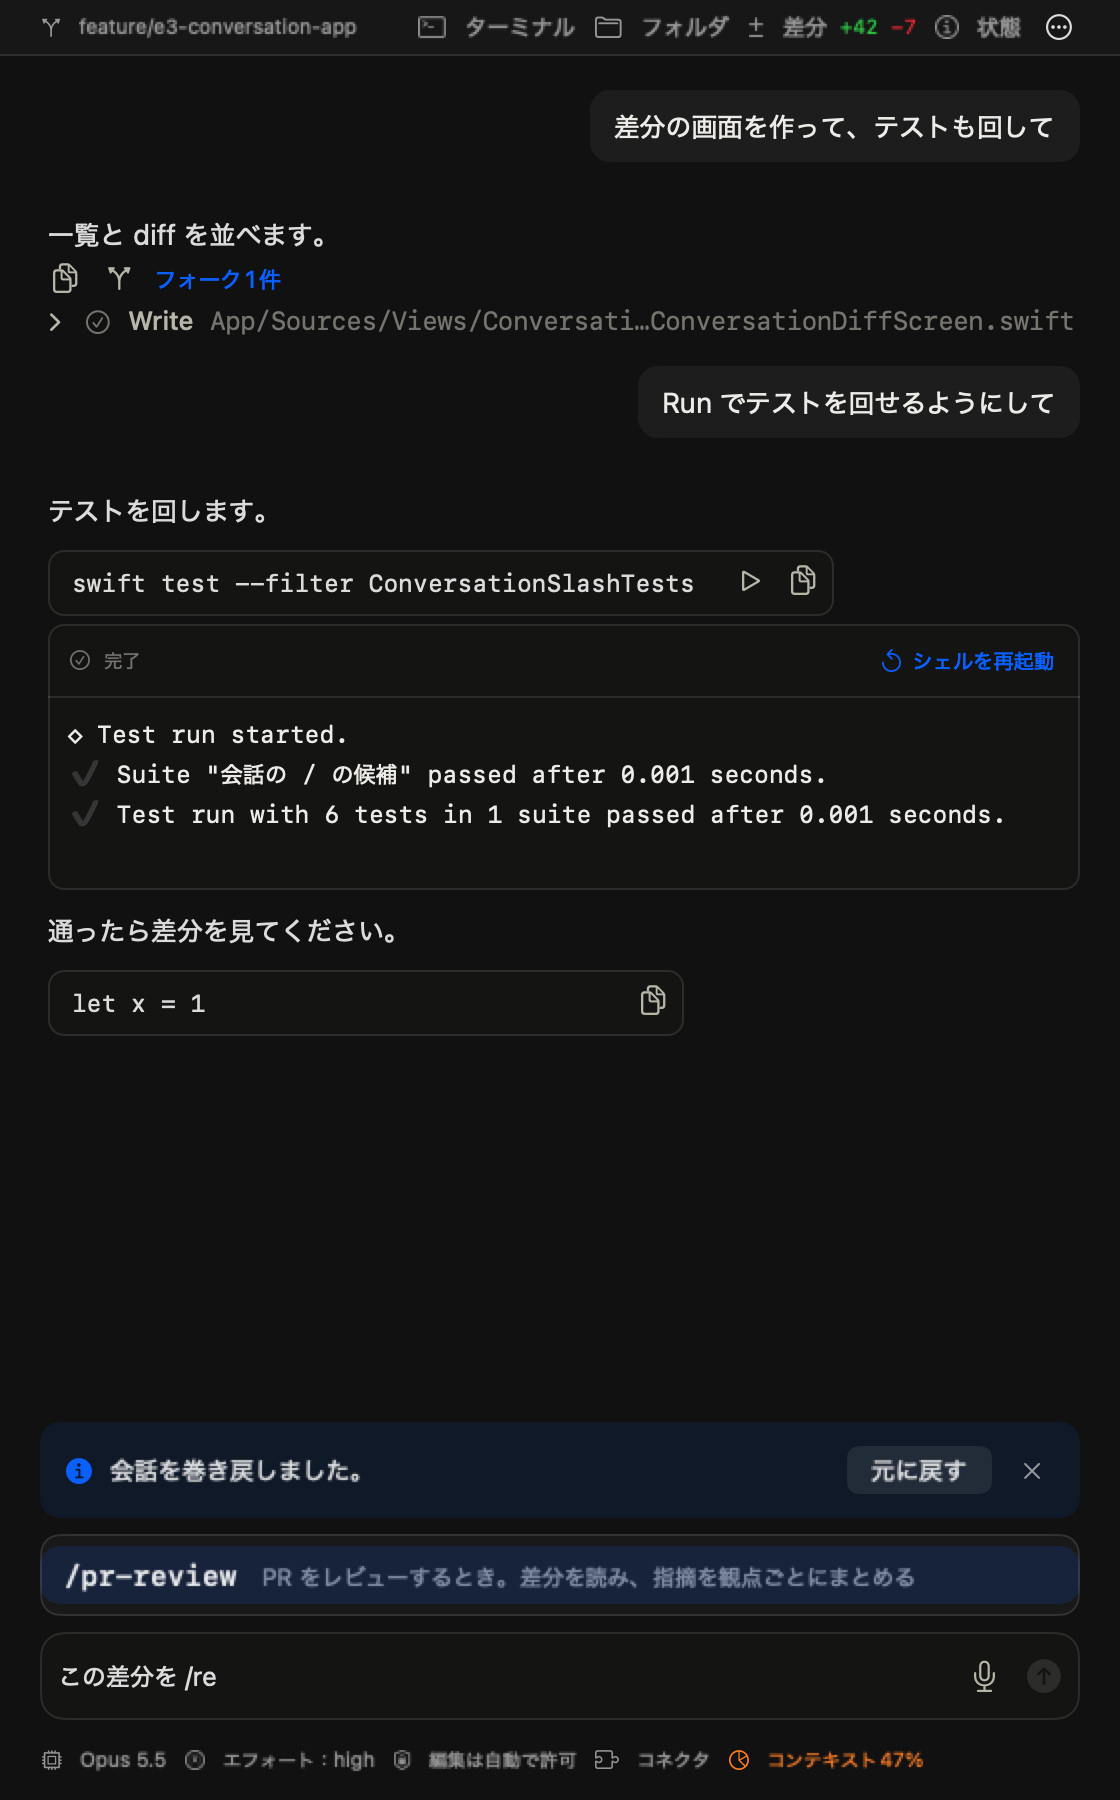 feature/e3-conversation-app ターミナル フォルダ 差分 +42 −7 状態
差分の画面を作って、テストも回して
一覧と diff を並べます。
フォーク1件
Write App/Sources/Views/Conversati…ConversationDiffScreen.swift
Run でテストを回せるようにして
テストを回します。
swift test --filter ConversationSlashTests
完了 シェルを再起動
Test run started.
Suite "会話の / の候補" passed after 0.001 seconds.
Test run with 6 tests in 1 suite passed after 0.001 seconds.
通ったら差分を見てください。
let x = 1
会話を巻き戻しました。 元に戻す
/pr-review PR をレビューするとき。差分を読み、指摘を観点ごとにまとめる
この差分を /re
Opus 5.5 エフォート：high 編集は自動で許可 コネクタ コンテキスト 47%